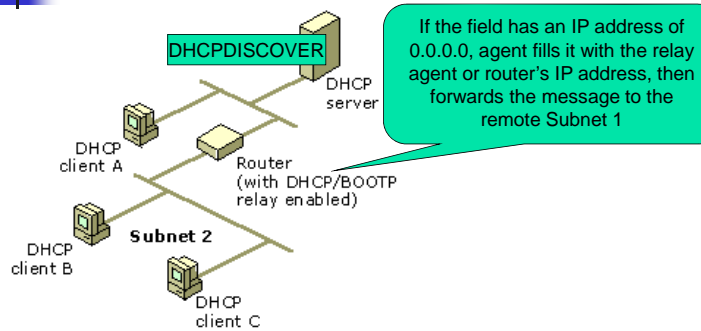 DHCPDISCOVER
If the field has an IP address of
0.0.0.0, agent fills it with the relay
agent or router's IP address, then
forwards the message to the
remote Subnet 1
DHCP
server
DHCP
client A
Router
(with DHCP/BOOTP
relay enabled)
DHCP
client B
Subnet 2
DHCP
client C